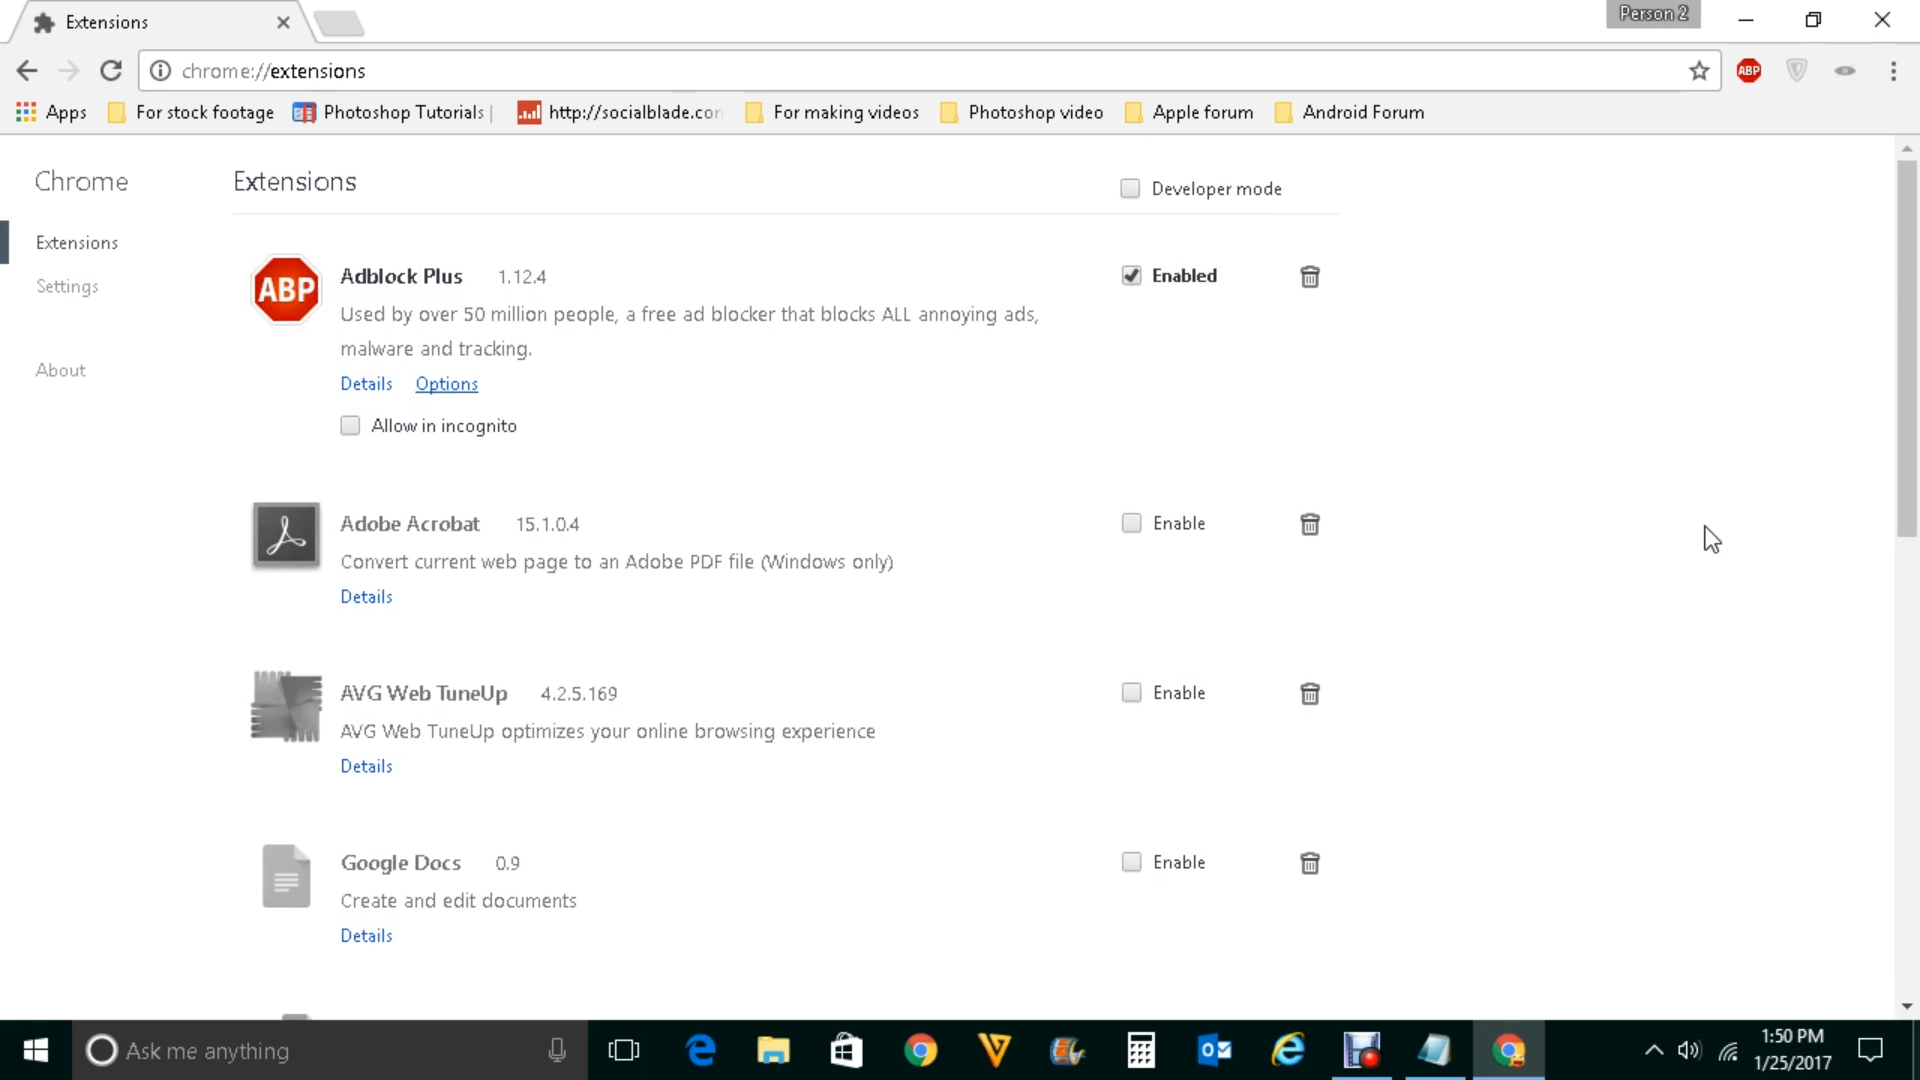 Extensions
Person 2
chrome://extensions
ABP
Apps
For stock footage
Photoshop Tutorials |
http://socialblade.con
For making videos
Photoshop video
Apple forum
Android Forum
Chrome
Extensions
Settings
About
Extensions
Developer mode
ABP
Adblock Plus 1.12.4
Enabled
Used by over 50 million people, a free ad blocker that blocks ALL annoying ads,
malware and tracking.
Details Options
Allow in incognito
Adobe Acrobat 15.1.0.4
Enable
Convert current web page to an Adobe PDF file (Windows only)
Details
AVG Web TuneUp 4.2.5.169
Enable
AVG Web TuneUp optimizes your online browsing experience
Details
Google Docs 0.9
Enable
Create and edit documents
Details
Ask me anything
1:50 PM
1/25/2017